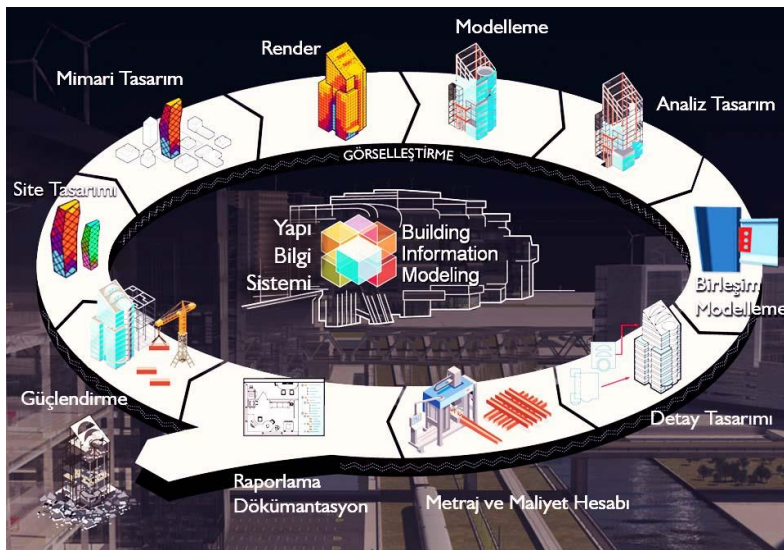 Modelleme
Render
Mimari Tasarım
Analiz Tasarım
GÖRSELLEŞTİRME
Site Tasarımı
Yapı
Bilgi
Sistemi
Building
Information
Modeling
Birleşim
Modelleme
Güçlendirme
Detay Tasarımı
Raporlama
Dökümantasyon
Metraj ve Maliyet Hesabı